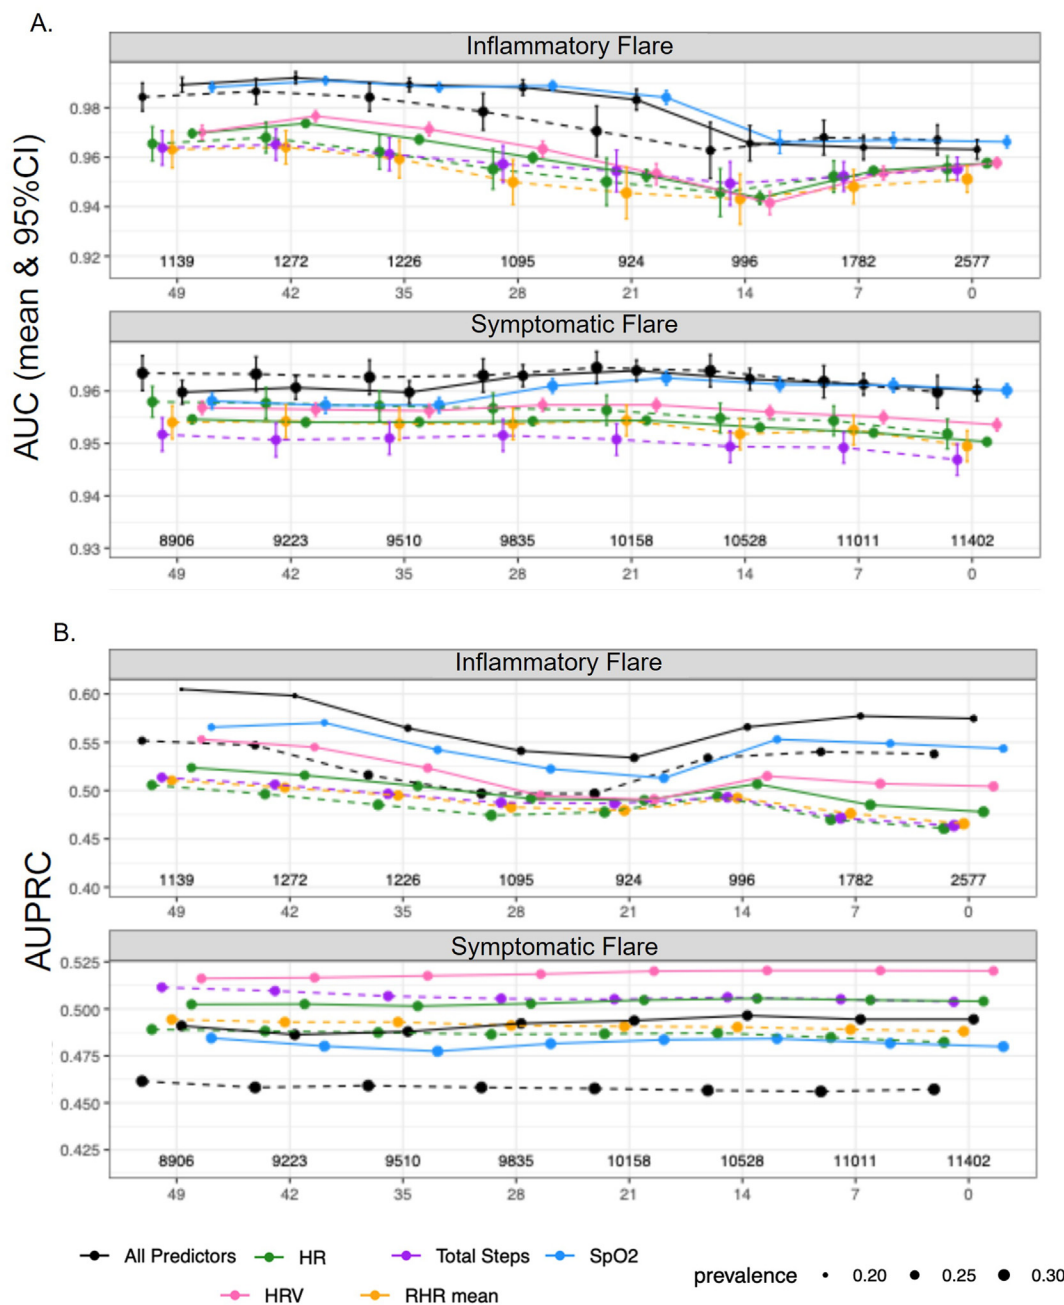 A.
Inflammatory Flare
0.98
0.96
0.94
0.92
1139 1272 1226 1095 924 996 1782 2577
49 42 35 28 21 14 7 0
AUC (mean & 95%CI)
Symptomatic Flare
0.96
0.95
0.94
0.93
8906 9223 9510 9835 10158 10528 11011 11402
49 42 35 28 21 14 7 0
B.
Inflammatory Flare
0.60
0.55
0.50
0.45
0.40
1139 1272 1226 1095 924 996 1782 2577
49 42 35 28 21 14 7 0
AUPRC
Symptomatic Flare
0.525
0.500
0.475
0.450
0.425
8906 9223 9510 9835 10158 10528 11011 11402
49 42 35 28 21 14 7 0
All Predictors HR Total Steps SpO2
HRV RHR mean
prevalence 0.20 0.25 0.30